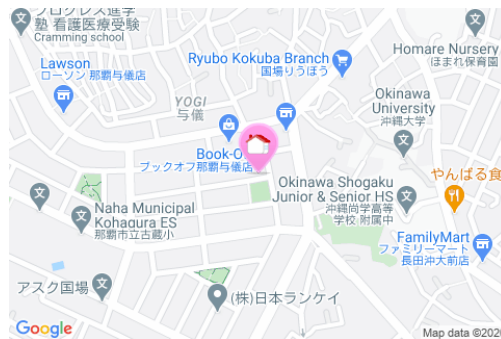 プログレス進学
塾 看護医療受験
Cramming school
Lawson
ローソン 那覇与儀店
Ryubo Kokuba Branch
国場りうぼう
Homare Nursery
ほまれ保育園
YOGI
与儀
Okinawa
University
沖縄大学
Book-O
ブックオフ那覇与儀店
Okinawa Shogaku
Junior & Senior HS
沖縄尚学高等
学校 附属中
やんばる食
Naha Municipal
Kohagura ES
那覇市立古蔵小
FamilyMart
ファミリーマート
長田沖大前店
アスク国場
(株)日本ランケイ
Google
Map data ©202